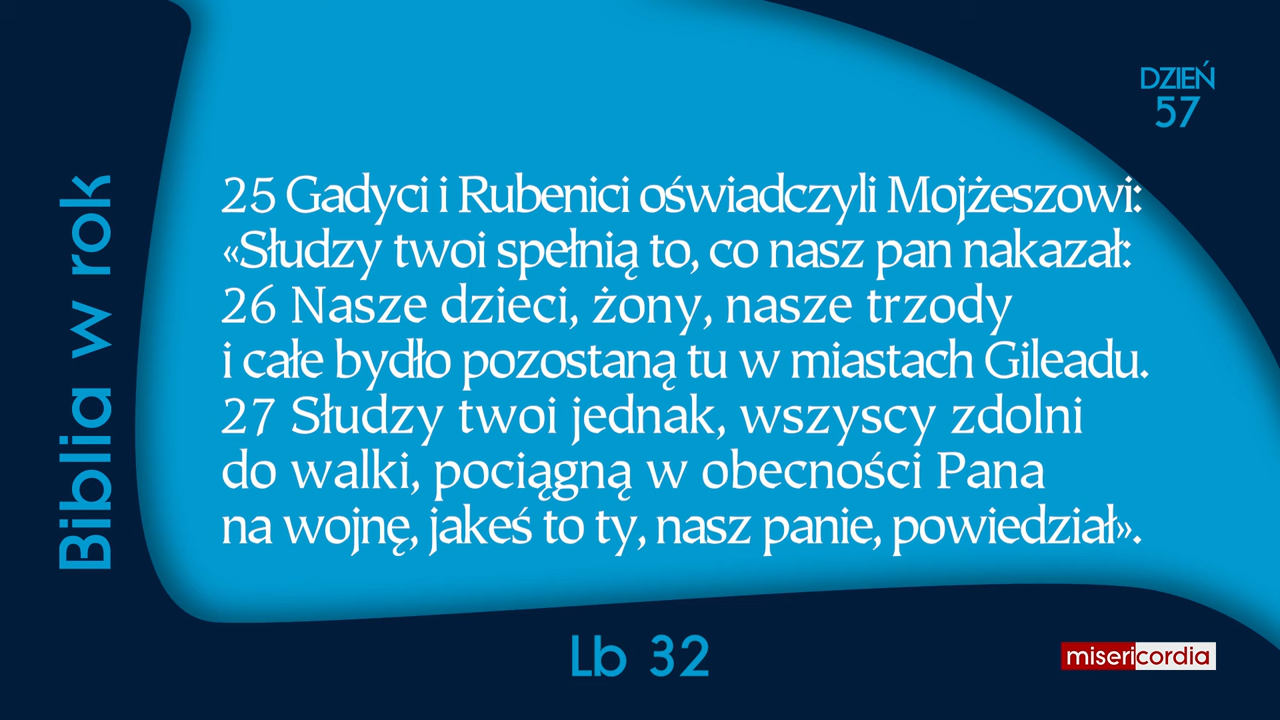 DZIEŃ
57
Biblia w rok
25 Gadyci i Rubenici oświadczyli Mojżeszowi:
«Słudzy twoi spełnią to, co nasz pan nakazał:
26 Nasze dzieci, żony, nasze trzody
i całe bydło pozostaną tu w miastach Gileadu.
27 Słudzy twoi jednak, wszyscy zdolni
do walki, pociągną w obecności Pana
na wojnę, jakeś to ty, nasz panie, powiedział».
Lb 32
misericordia